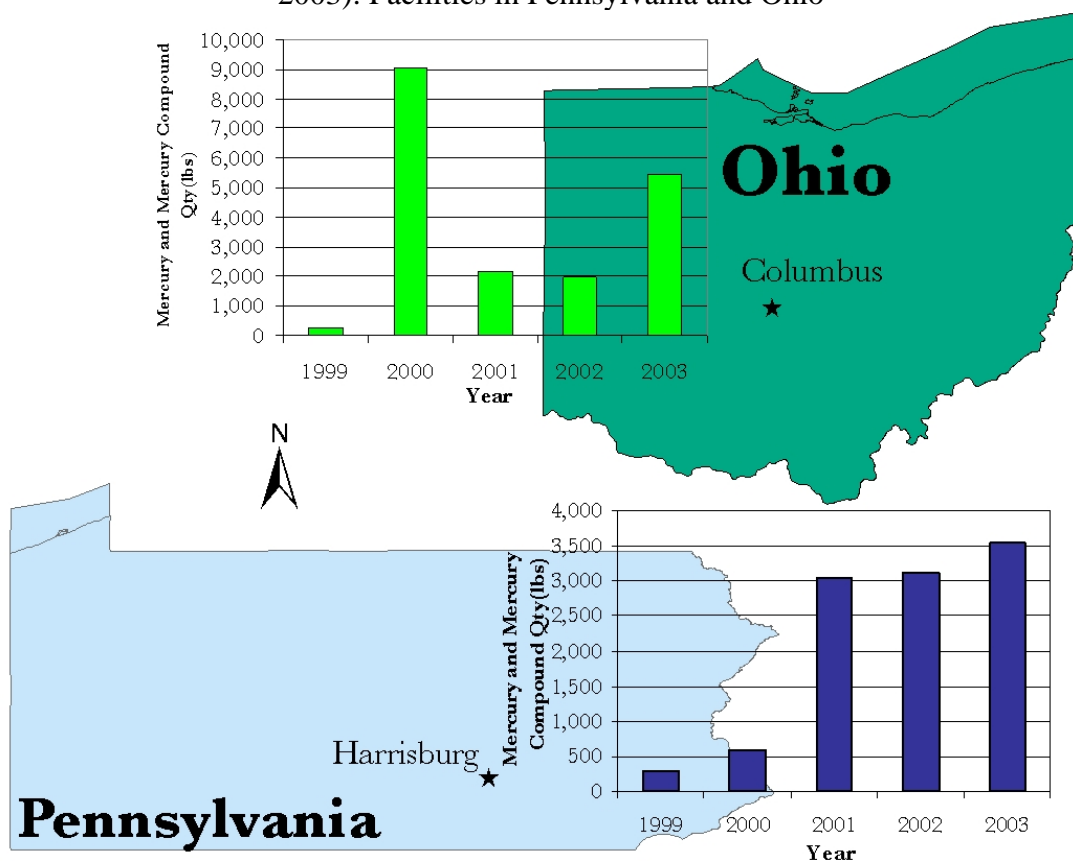 2003): Facilities in Pennsylvania and Ohio
10,000
9,000
8,000
7,000
6,000
5,000
4,000
3,000
2,000
1,000
0
Mercury and Mercury Compound
Qty(lbs)
1999 2000 2001 2002 2003
Year
Ohio
Columbus
N
4,000
3,500
3,000
2,500
2,000
1,500
1,000
500
0
Mercury and Mercury
Compound Qty(lbs)
1999 2000 2001 2002 2003
Year
Harrisburg
Pennsylvania